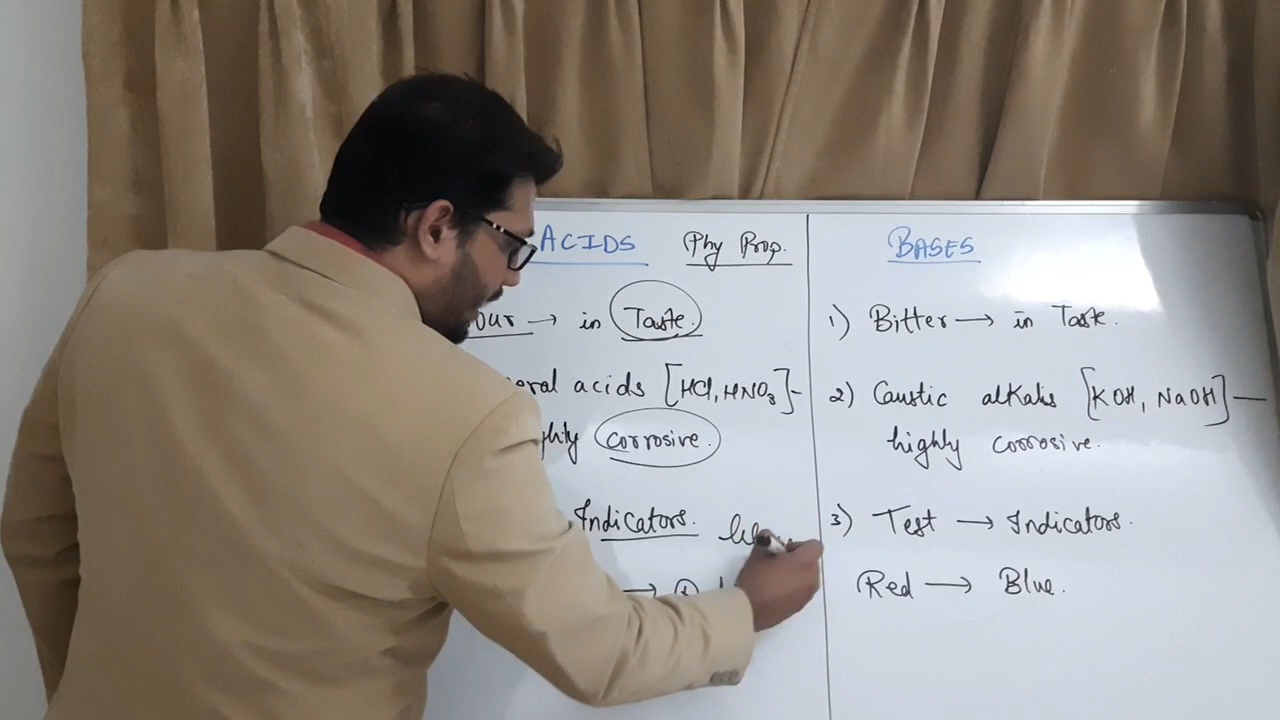 ACIDS Phy Prop.
our → in Taste.
eral acids [HCl, HNO3]-
ghly corrosive.
Indicators.
→
BASES
1) Bitter → in Taste.
2) Caustic alkalis [KOH, NaOH] —
highly corrosive.
3) Test → Indicators.
Red → Blue.